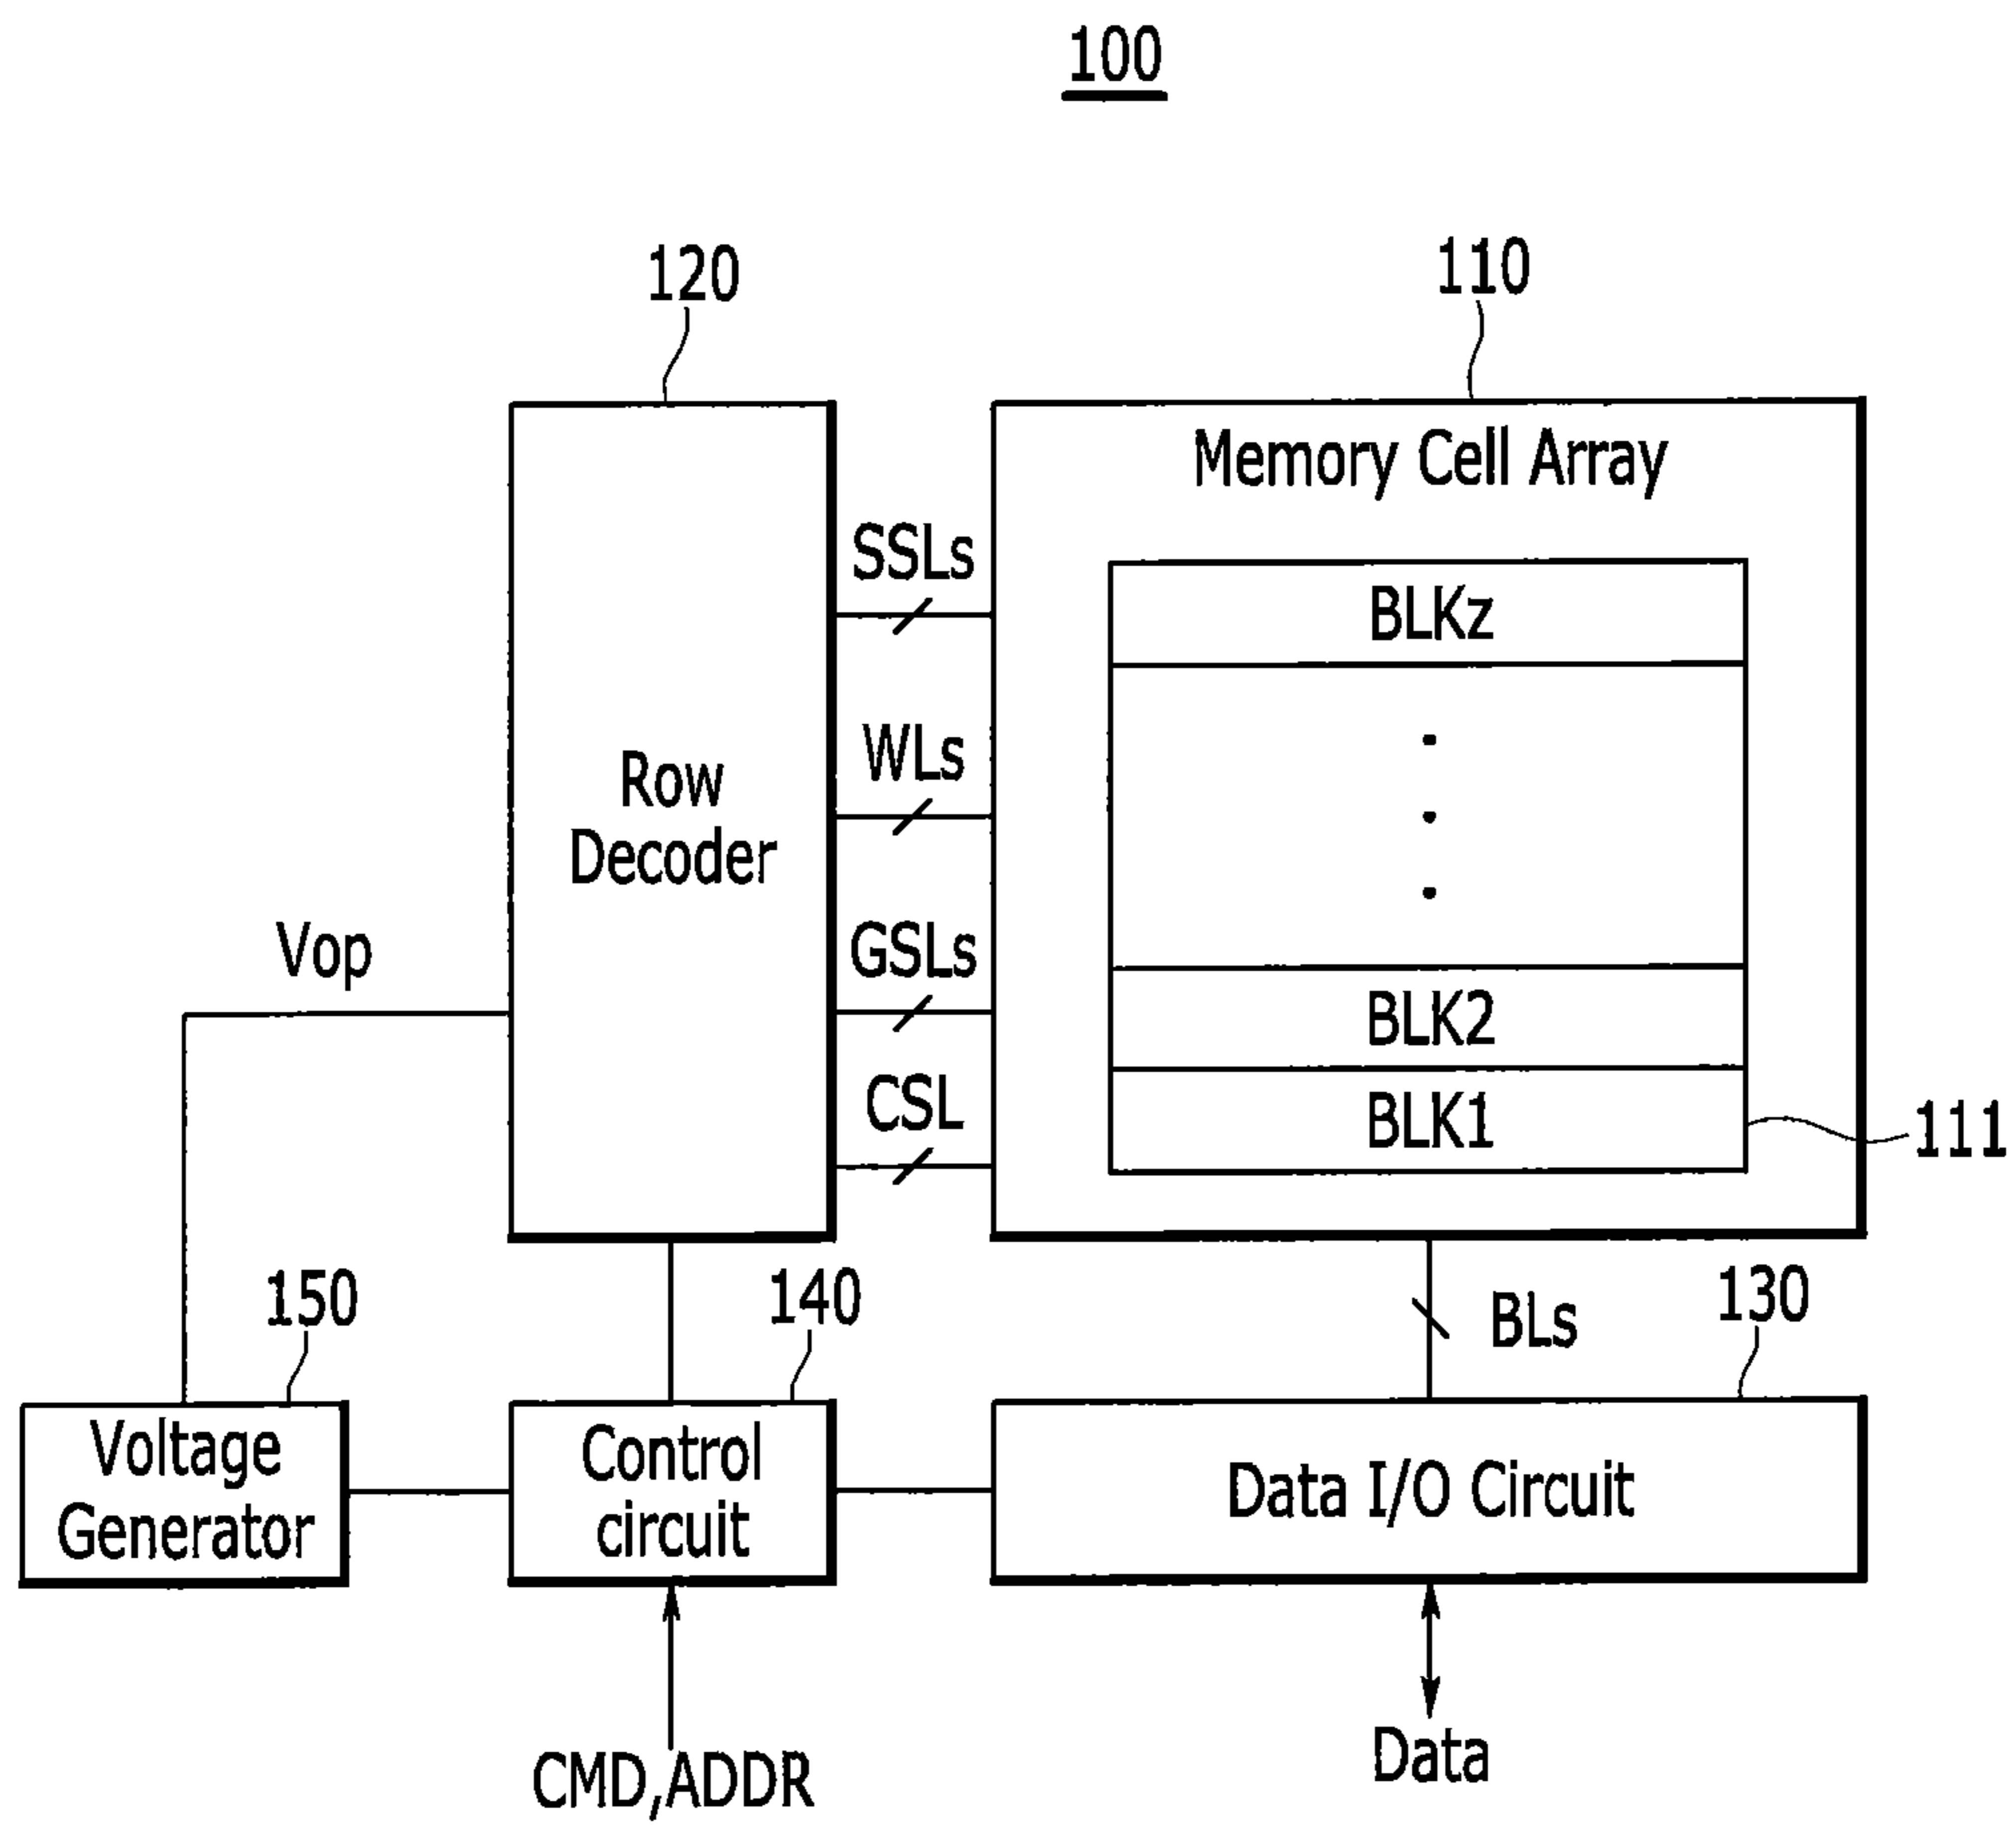 100
120
110
Memory Cell Array
SSLs
BLKz
WLs
Row
Decoder
Vop
GSLs
BLK2
CSL
BLK1
111
150
140
BLs
130
Voltage
Generator
Control
circuit
Data I/O Circuit
CMD,ADDR
Data